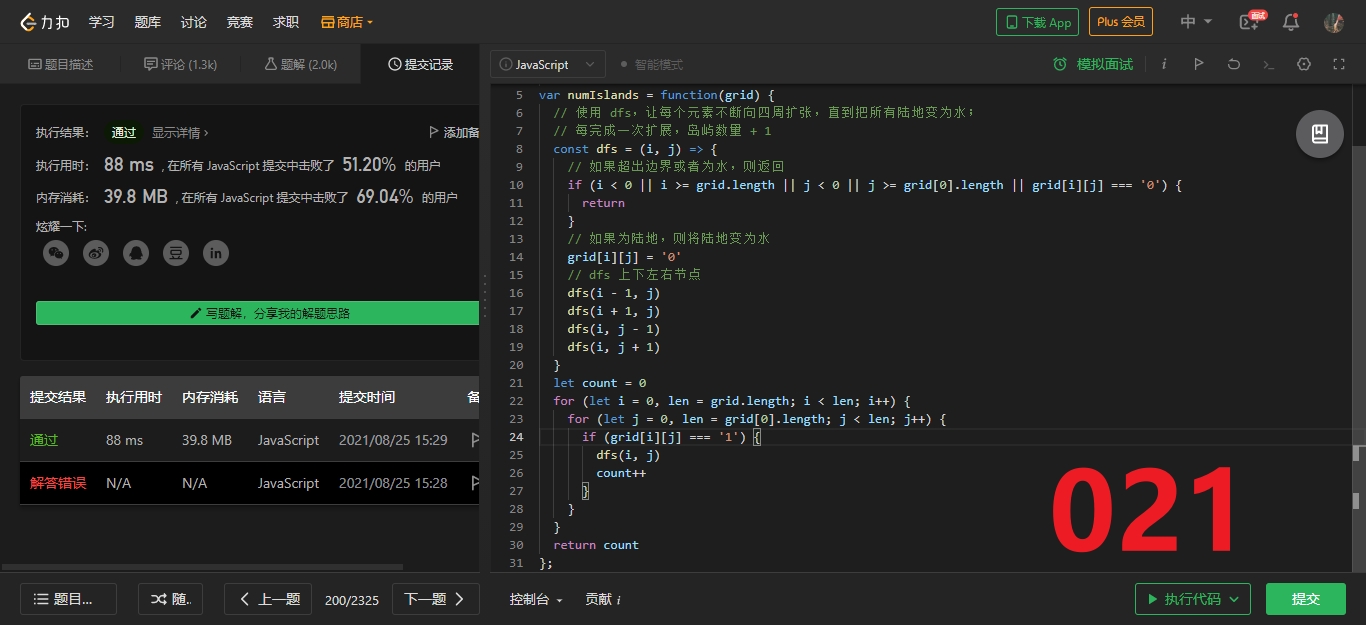 力扣 学习 题库 讨论 竞赛 求职 商店 下载 App Plus 会员 中 面试
题目描述 评论 (1.3k) 题解 (2.0k) 提交记录
JavaScript 智能模式 模拟面试
执行结果： 通过 显示详情 › 添加备
执行用时： 88 ms , 在所有 JavaScript 提交中击败了 51.20% 的用户
内存消耗： 39.8 MB , 在所有 JavaScript 提交中击败了 69.04% 的用户
炫耀一下:
写题解，分享我的解题思路
提交结果 执行用时 内存消耗 语言 提交时间 备
通过 88 ms 39.8 MB JavaScript 2021/08/25 15:29
解答错误 N/A N/A JavaScript 2021/08/25 15:28
题目... 随. 上一题 200/2325 下一题
5 var numIslands = function(grid) {
6 // 使用 dfs，让每个元素不断向四周扩张，直到把所有陆地变为水；
7 // 每完成一次扩展，岛屿数量 + 1
8 const dfs = (i, j) => {
9 // 如果超出边界或者为水，则返回
10 if (i < 0 || i >= grid.length || j < 0 || j >= grid[0].length || grid[i][j] === '0') {
11 return
12 }
13 // 如果为陆地，则将陆地变为水
14 grid[i][j] = '0'
15 // dfs 上下左右节点
16 dfs(i - 1, j)
17 dfs(i + 1, j)
18 dfs(i, j - 1)
19 dfs(i, j + 1)
20 }
21 let count = 0
22 for (let i = 0, len = grid.length; i < len; i++) {
23 for (let j = 0, len = grid[0].length; j < len; j++) {
24 if (grid[i][j] === '1') {
25 dfs(i, j)
26 count++
27 }
28 }
29 }
30 return count
31 };
021
控制台 贡献 i 执行代码 提交